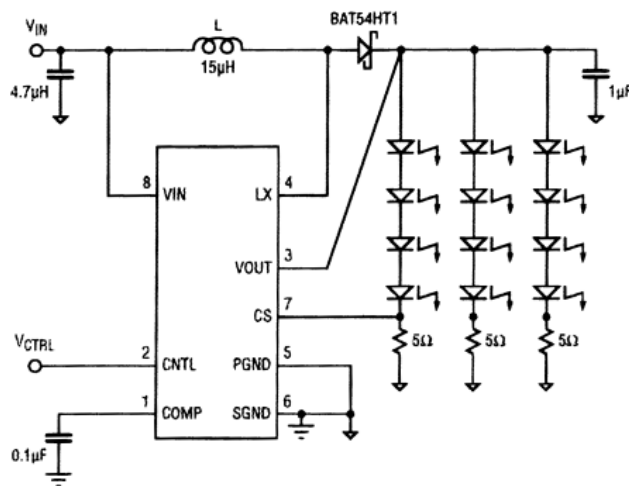 BAT54HT1
VIN
L
15µH
4.7µH
1µF
8
VIN
LX
4
VOUT
3
CS
7
VCTRL
2
CNTL
PGND
5
5Ω
5Ω
5Ω
1
COMP
SGND
6
0.1µF